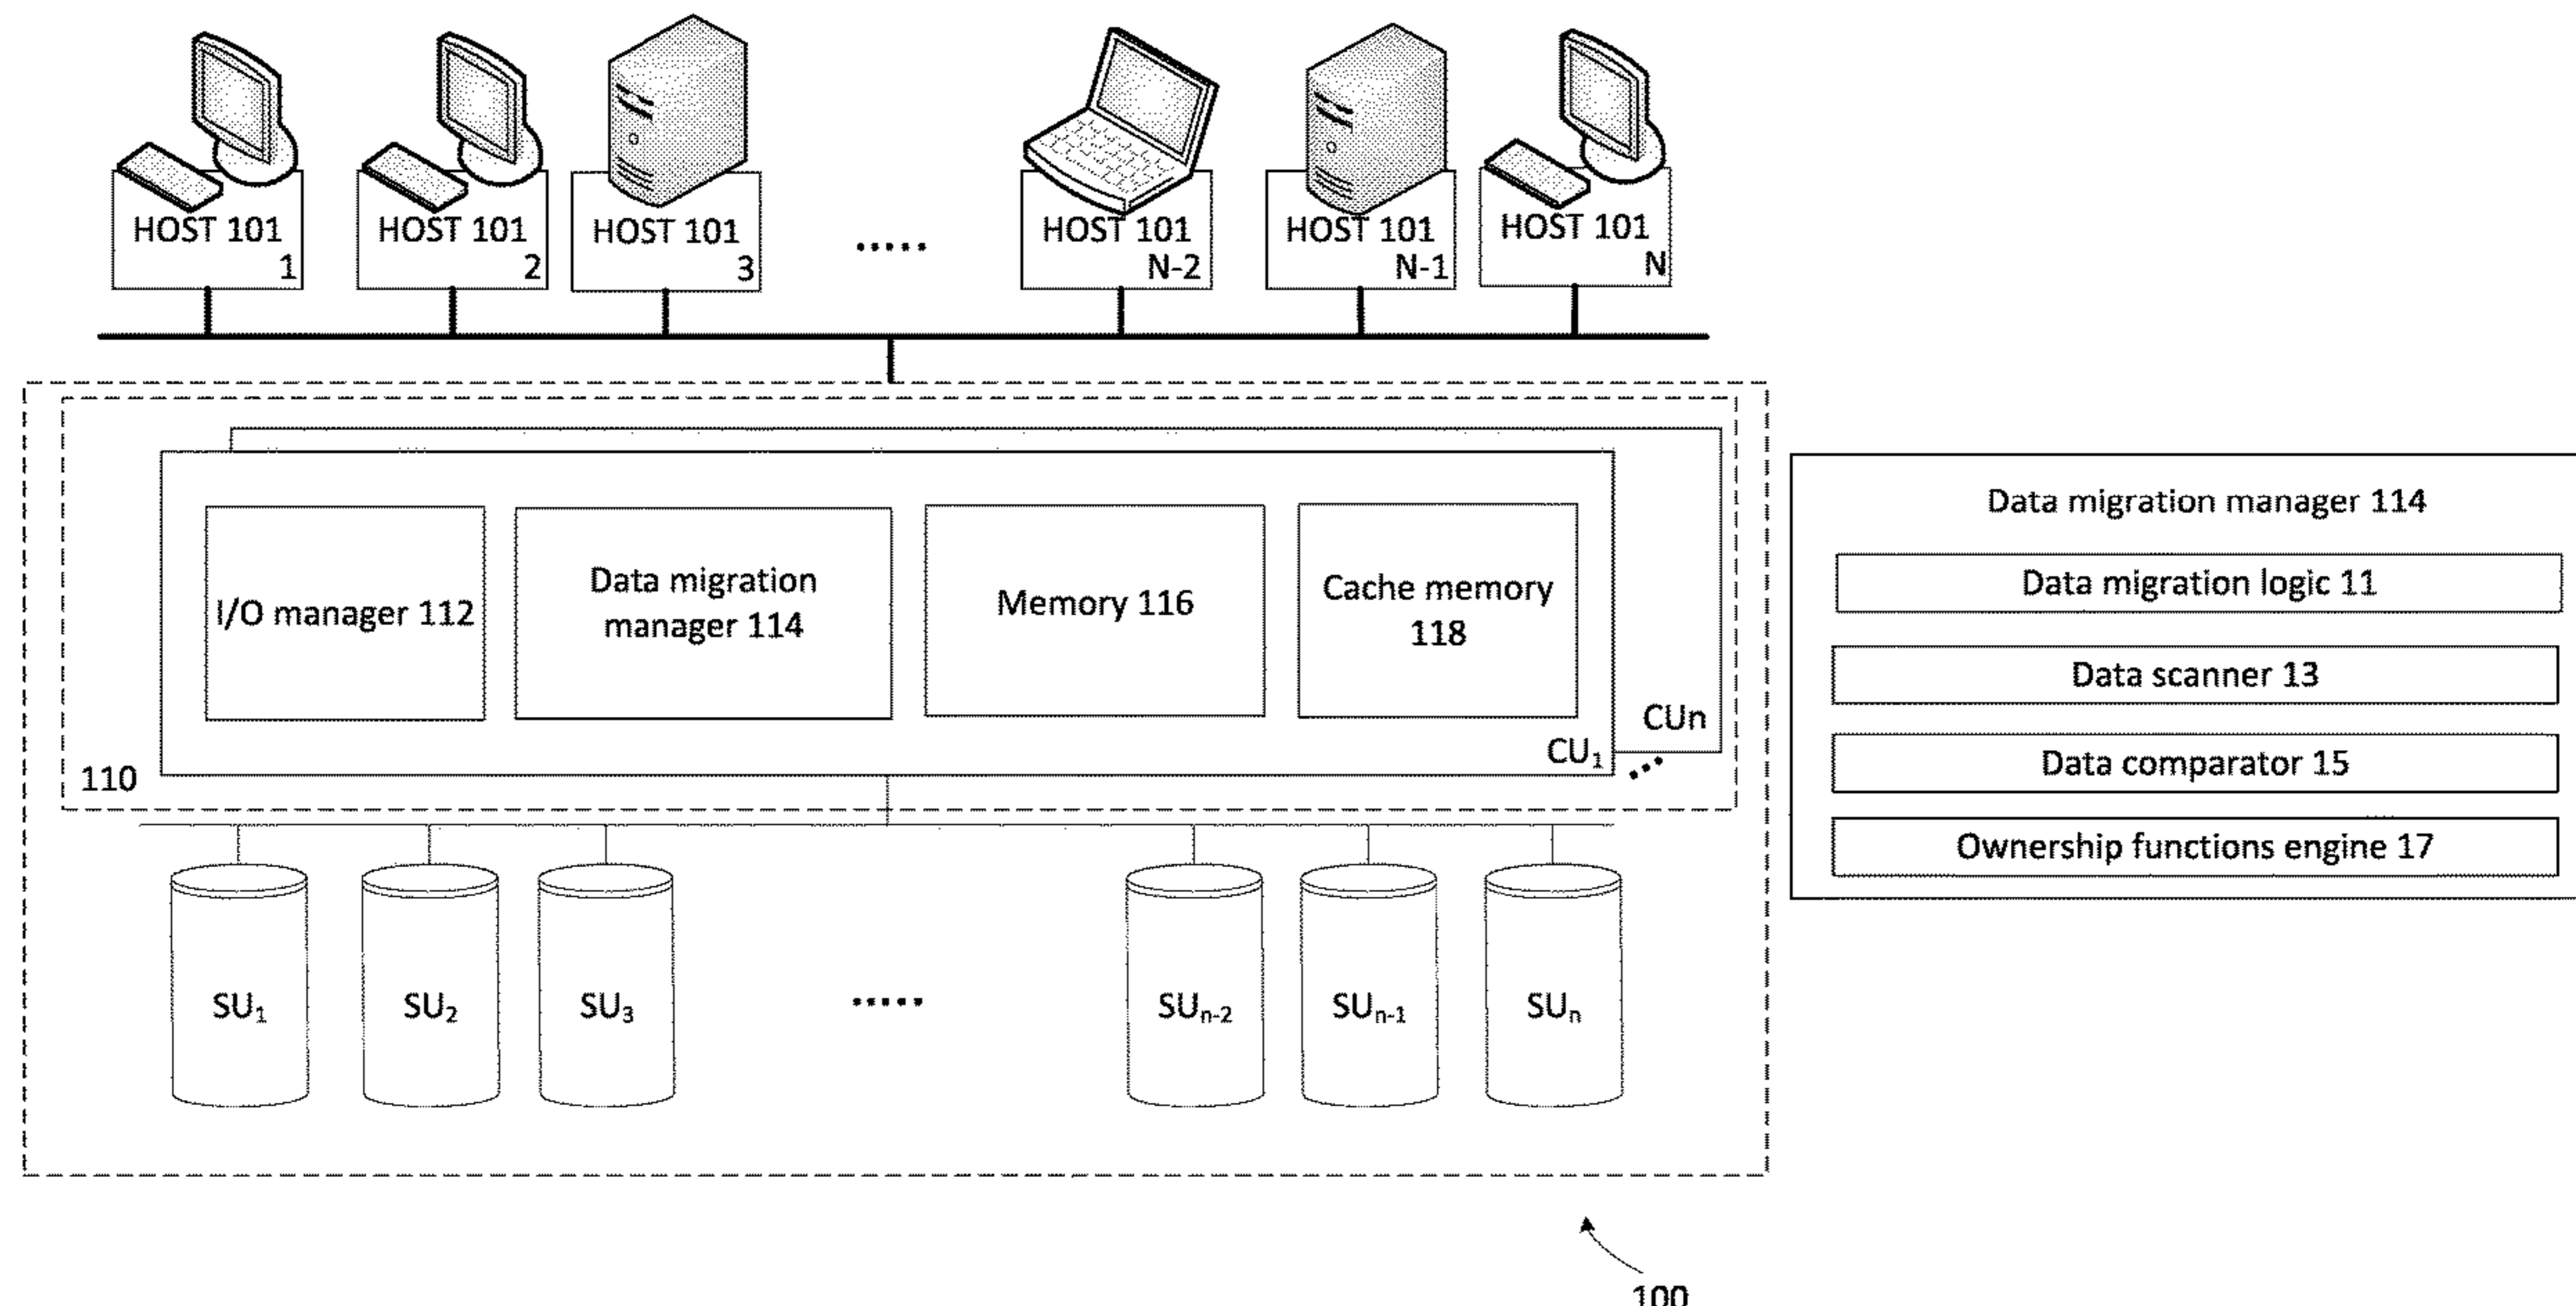 HOST 101
1
HOST 101
2
HOST 101
3
.....
HOST 101
N-2
HOST 101
N-1
HOST 101
N
I/O manager 112
Data migration
manager 114
Memory 116
Cache memory
118
CU₁
CUn
110
Data migration manager 114
Data migration logic 11
Data scanner 13
Data comparator 15
Ownership functions engine 17
SU₁
SU₂
SU₃
.....
SUₙ₋₂
SUₙ₋₁
SUₙ
100